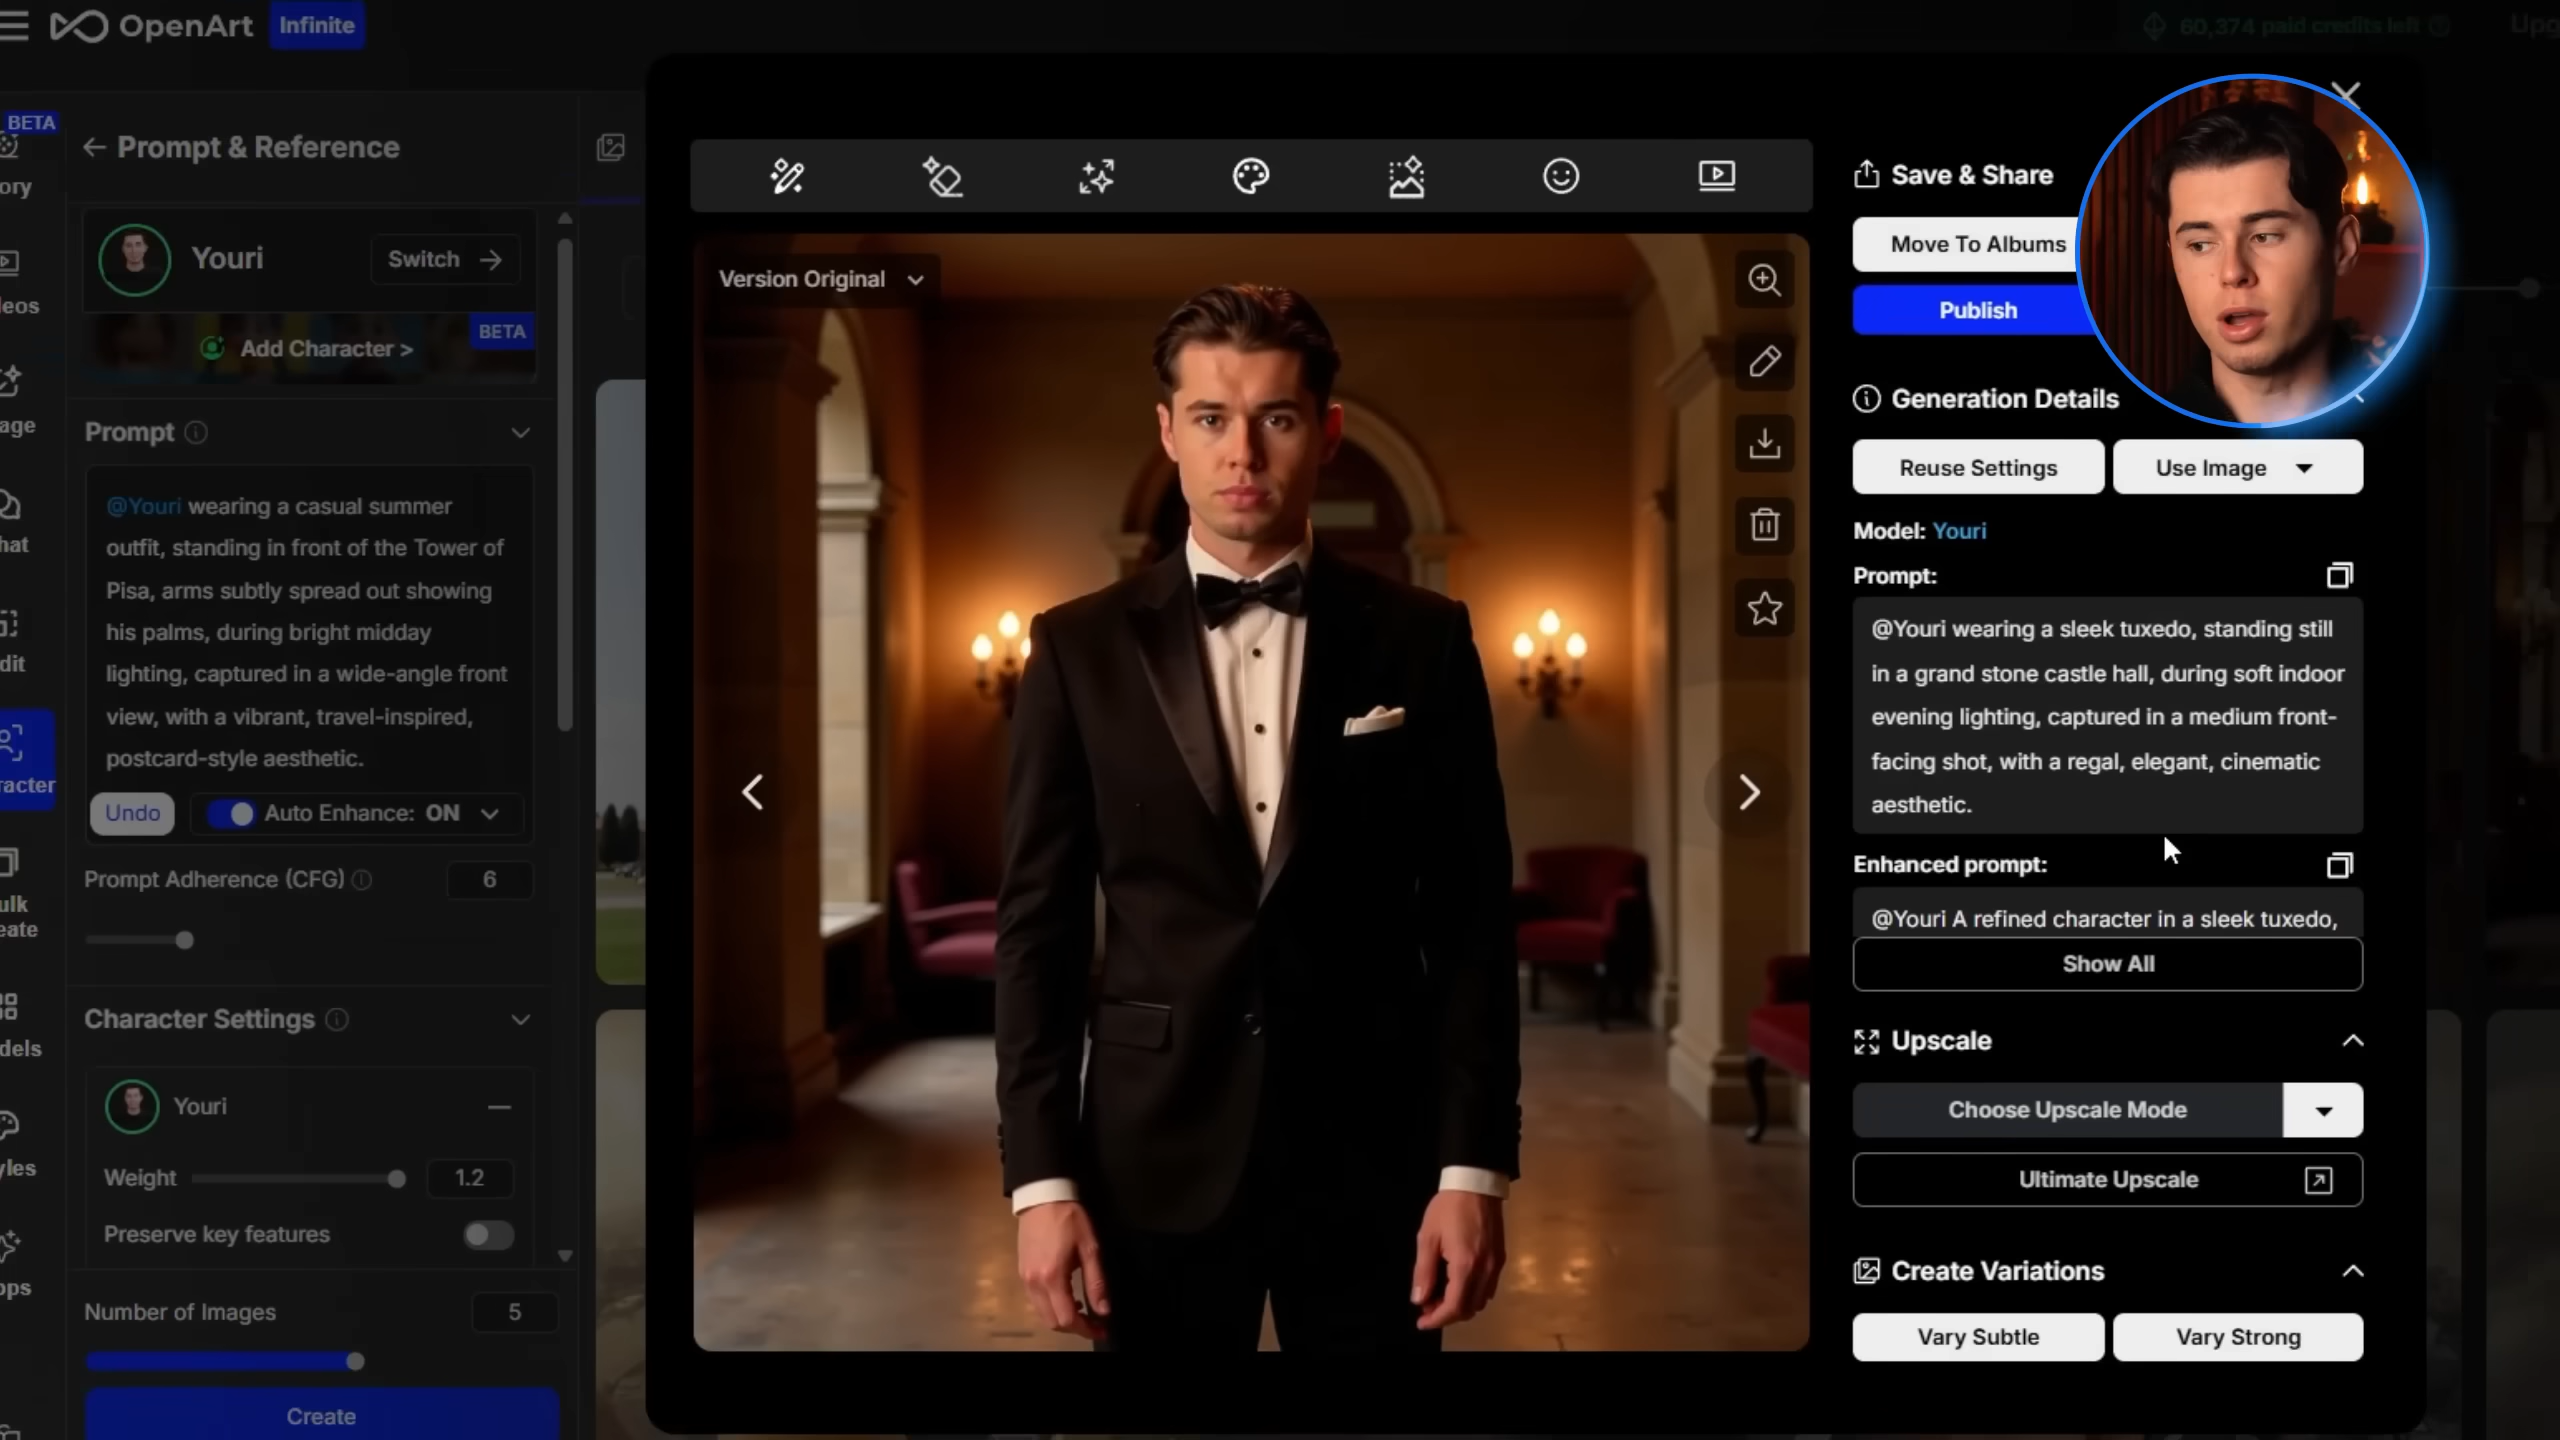 OpenArt Infinite
60,374 paid credits left
Upg
BETA
ory
eos
age
hat
dit
racter
ulk
eate
dels
yles
pps
Prompt & Reference
Youri
Switch
BETA
Add Character >
Prompt
@Youri wearing a casual summer
outfit, standing in front of the Tower of
Pisa, arms subtly spread out showing
his palms, during bright midday
lighting, captured in a wide-angle front
view, with a vibrant, travel-inspired,
postcard-style aesthetic.
Undo
Auto Enhance: ON
Prompt Adherence (CFG)
6
Character Settings
Youri
Weight
1.2
Preserve key features
Number of Images
5
Create
Version Original
Save & Share
Move To Albums
Publish
Generation Details
Reuse Settings
Use Image
Model: Youri
Prompt:
@Youri wearing a sleek tuxedo, standing still
in a grand stone castle hall, during soft indoor
evening lighting, captured in a medium front-
facing shot, with a regal, elegant, cinematic
aesthetic.
Enhanced prompt:
@Youri A refined character in a sleek tuxedo,
Show All
Upscale
Choose Upscale Mode
Ultimate Upscale
Create Variations
Vary Subtle
Vary Strong